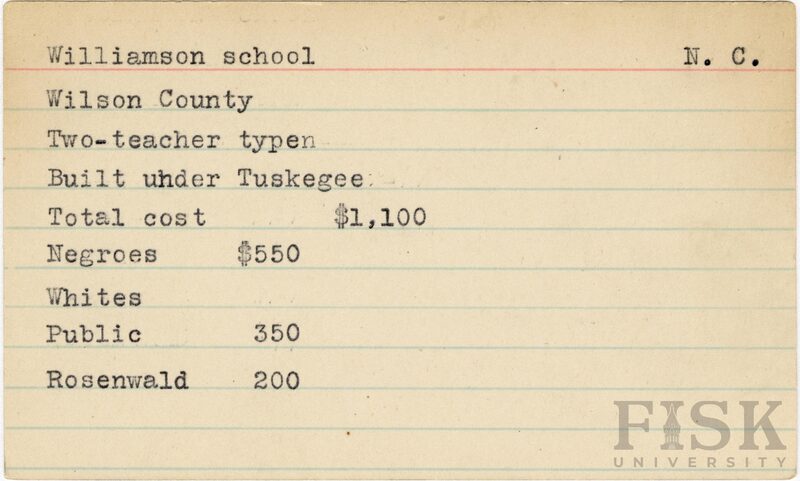 Williamson school N. C.
Wilson County
Two-teacher typen
Built uhder Tuskegee
Total cost $1,100
Negroes $550
Whites
Public 350
Rosenwald 200
FISK
UNIVERSITY